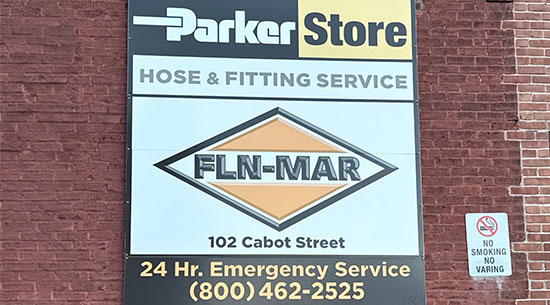 Parker Store
HOSE & FITTING SERVICE
FLN-MAR
102 Cabot Street
24 Hr. Emergency Service
(800) 462-2525
NO
SMOKING
NO
VARING